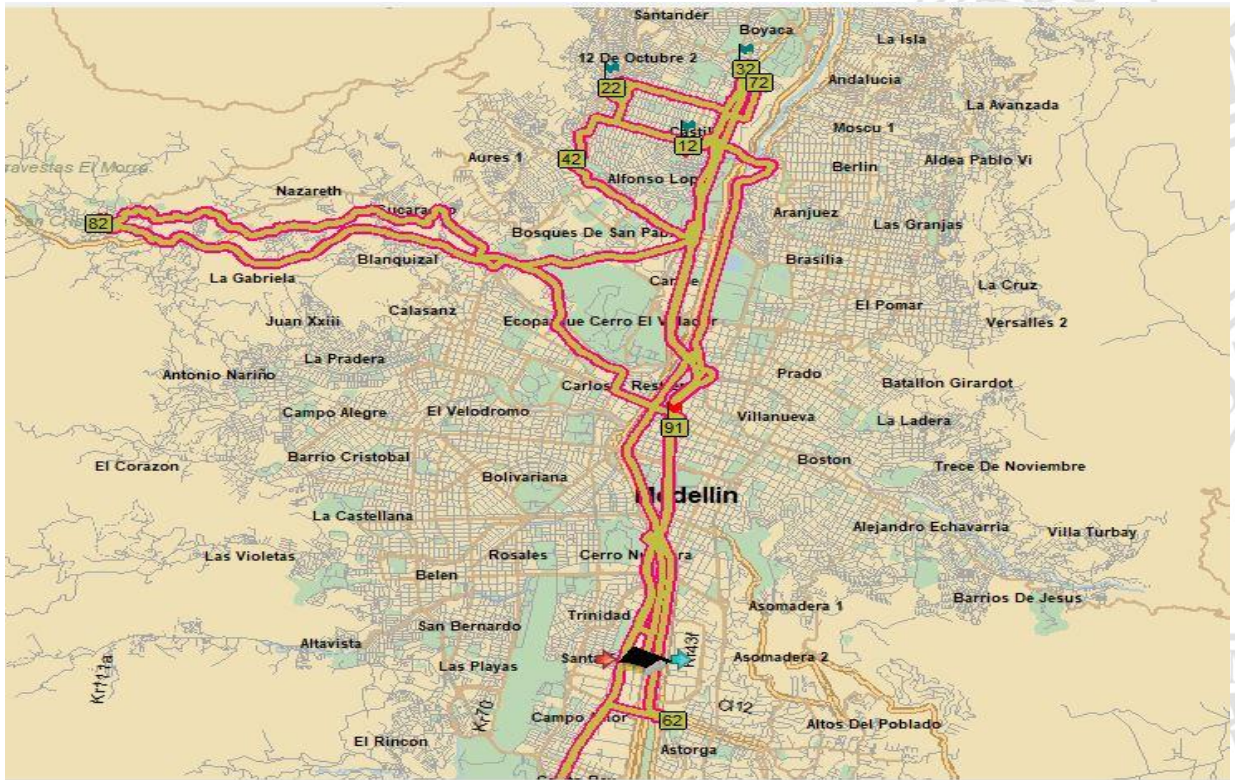 Santander
Boyaca
La Isla
12 De Octubre 2
32
72
22
Andalucia
La Avanzada
Moscu 1
12
Aures 1
42
Berlin
Aldea Pablo Vi
Alfonso Lop
Nazareth
Aranjuez
82
Las Granjas
Bosques De San Pab
Blanquizal
Brasilia
La Gabriela
La Cruz
Calasanz
El Pomar
Juan Xxiii
Versalles 2
La Pradera
Antonio Nariño
Prado
Batallon Girardot
Campo Alegre
El Velodromo
Villanueva
La Ladera
91
Barrio Cristobal
El Corazon
Boston
Trece De Noviembre
Bolivariana
Medellin
La Castellana
Alejandro Echavarria
Villa Turbay
Las Violetas
Rosales
Belen
Barrios De Jesus
Trinidad
Asomadera 1
San Bernardo
Altavista
Kr43f
Asomadera 2
Las Playas
Kr111a
Kr70
62
Cl12
Altos Del Poblado
El Rincon
Astorga